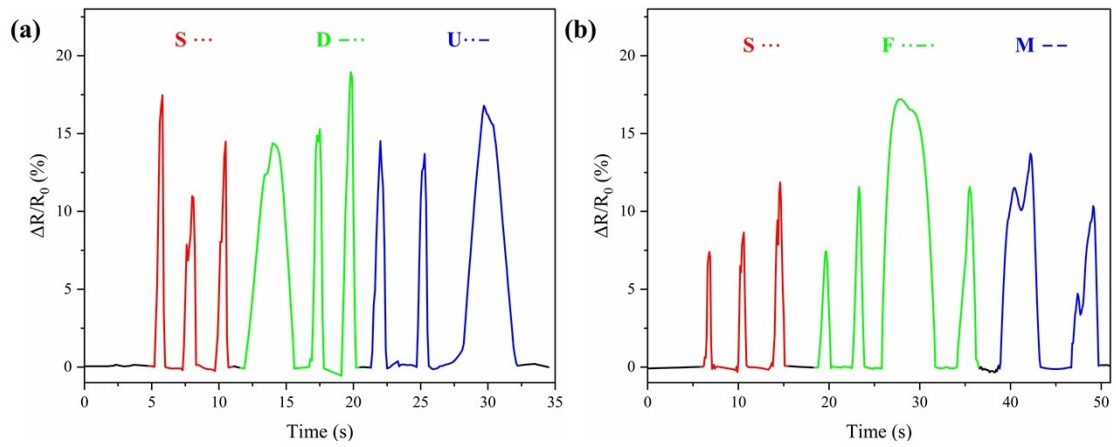 (a)
S ···
D —··
U ··—
ΔR/R0 (%)
20
15
10
5
0
0 5 10 15 20 25 30 35
Time (s)
(b)
S ···
F ··—·
M ——
ΔR/R0 (%)
20
15
10
5
0
0 10 20 30 40 50
Time (s)